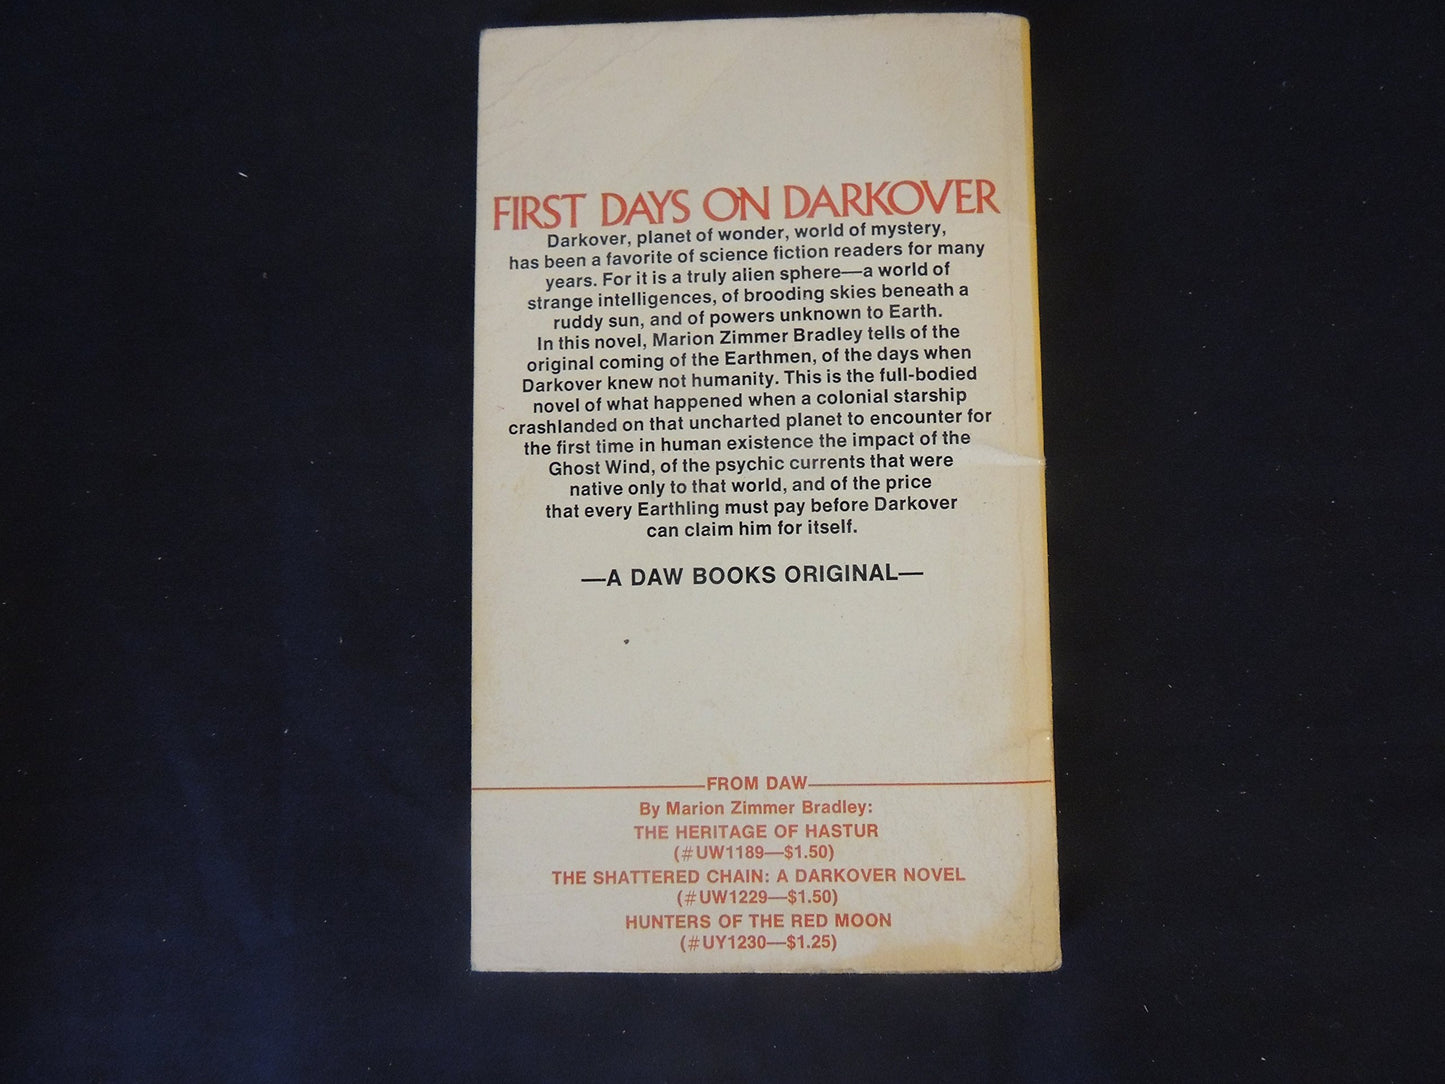 FIRST DAYS ON DARKOVER
Darkover, planet of wonder, world of mystery,
has been a favorite of science fiction readers for many
years. For it is a truly alien sphere—a world of
strange intelligences, of brooding skies beneath a
ruddy sun, and of powers unknown to Earth.
In this novel, Marion Zimmer Bradley tells of the
original coming of the Earthmen, of the days when
Darkover knew not humanity. This is the full-bodied
novel of what happened when a colonial starship
crashlanded on that uncharted planet to encounter for
the first time in human existence the impact of the
Ghost Wind, of the psychic currents that were
native only to that world, and of the price
that every Earthling must pay before Darkover
can claim him for itself.
—A DAW BOOKS ORIGINAL—
FROM DAW
By Marion Zimmer Bradley:
THE HERITAGE OF HASTUR
(#UW1189—$1.50)
THE SHATTERED CHAIN: A DARKOVER NOVEL
(#UW1229—$1.50)
HUNTERS OF THE RED MOON
(#UY1230—$1.25)